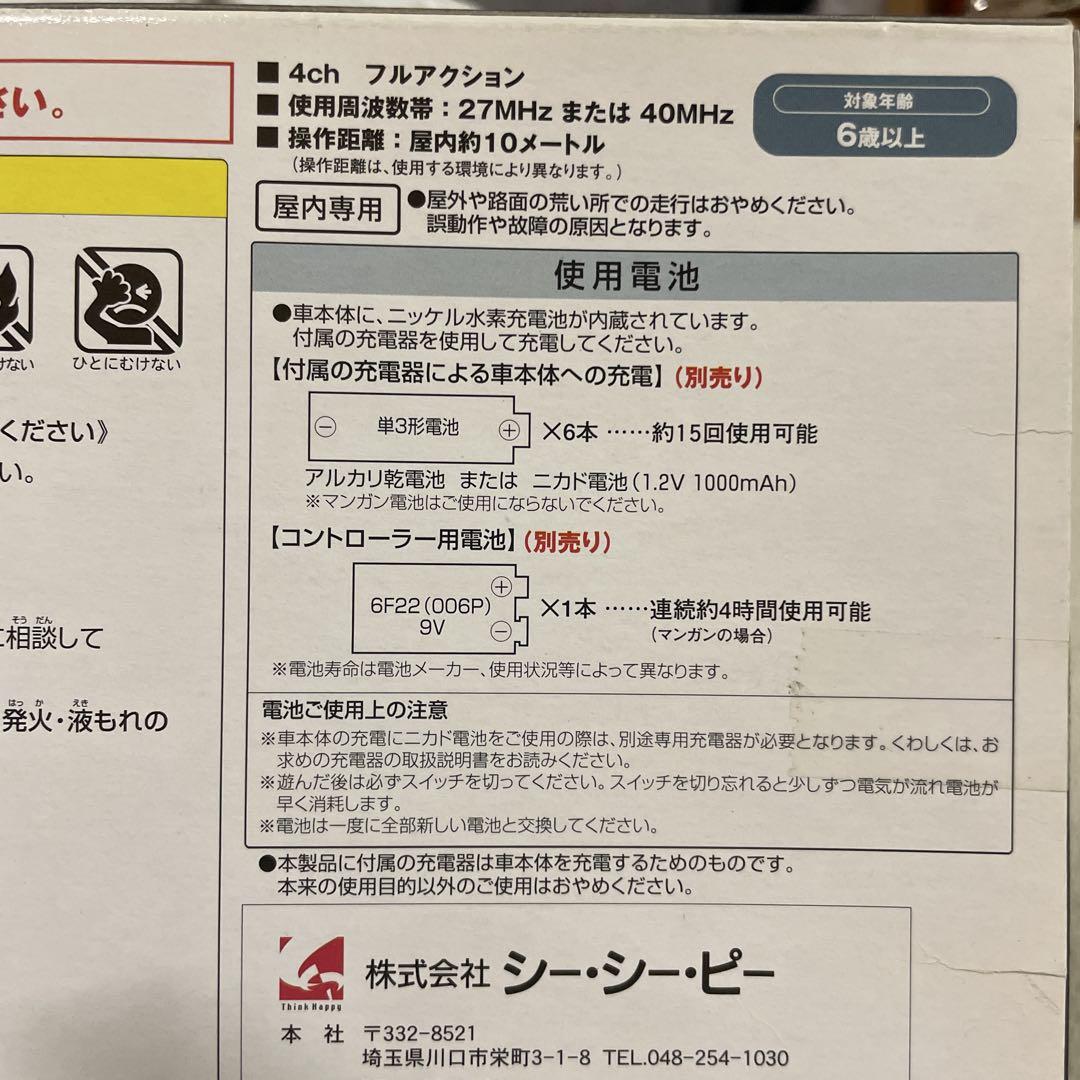 さい。
けない
ひとにむけない
ください》
い。
に相談して
そうだん
発火・液もれの
はっか えき
■ 4ch フルアクション
■ 使用周波数帯：27MHz または 40MHz
■ 操作距離：屋内約10メートル
（操作距離は、使用する環境により異なります。）
対象年齢
6歳以上
屋内専用
●屋外や路面の荒い所での走行はおやめください。
誤動作や故障の原因となります。
使用電池
●車本体に、ニッケル水素充電池が内蔵されています。
付属の充電器を使用して充電してください。
【付属の充電器による車本体への充電】（別売り）
⊖ 単3形電池 ⊕ ×6本 ……約15回使用可能
アルカリ乾電池 または ニカド電池（1.2V 1000mAh）
※マンガン電池はご使用にならないでください。
【コントローラー用電池】（別売り）
6F22（006P） ⊕
9V ⊖
×1本 ……連続約4時間使用可能
（マンガンの場合）
※電池寿命は電池メーカー、使用状況等によって異なります。
電池ご使用上の注意
※車本体の充電にニカド電池をご使用の際は、別途専用充電器が必要となります。くわしくは、お
求めの充電器の取扱説明書をお読みください。
※遊んだ後は必ずスイッチを切ってください。スイッチを切り忘れると少しずつ電気が流れ電池が
早く消耗します。
※電池は一度に全部新しい電池と交換してください。
●本製品に付属の充電器は車本体を充電するためのものです。
本来の使用目的以外のご使用はおやめください。
Think Happy
株式会社 シー・シー・ピー
本 社 〒332-8521
埼玉県川口市栄町3-1-8 TEL.048-254-1030